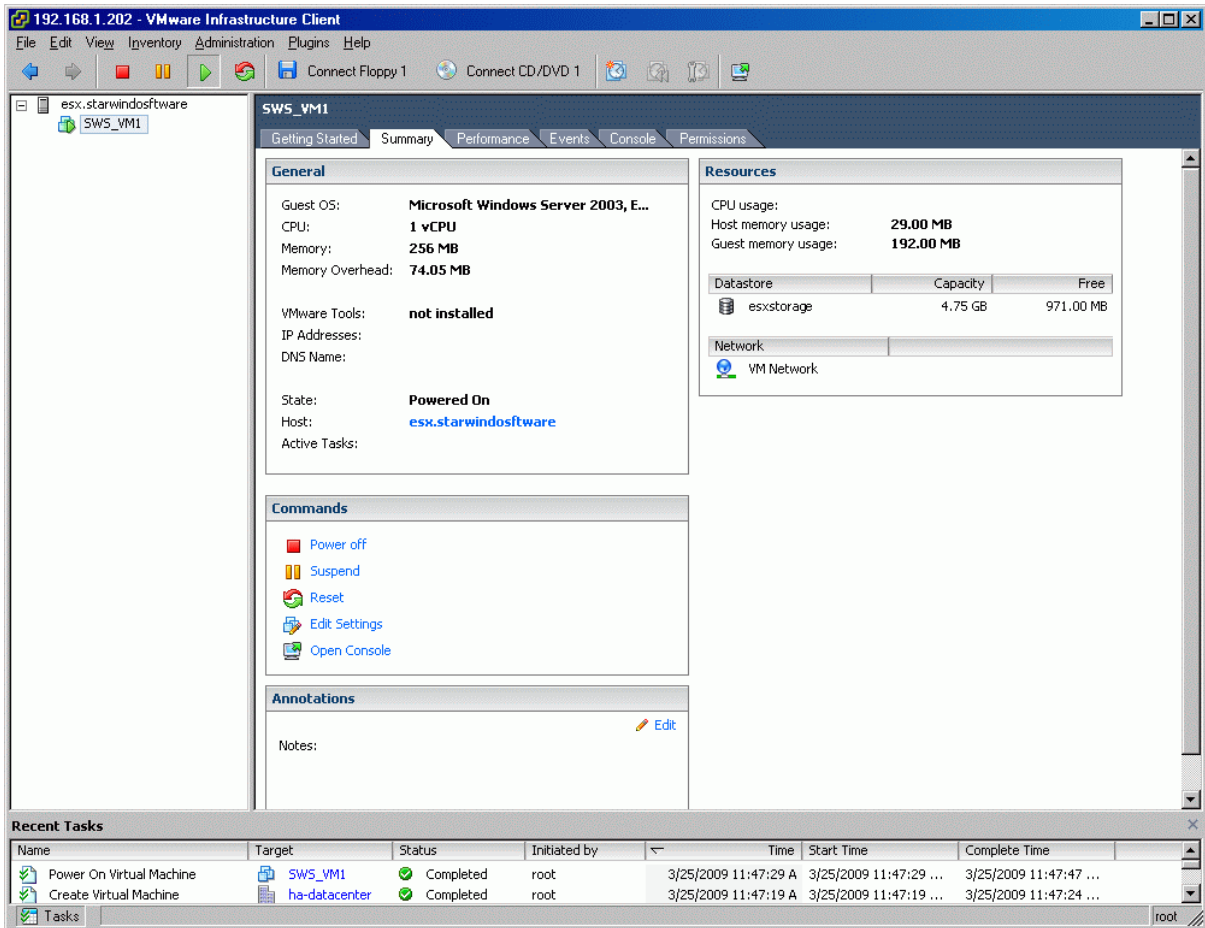 192.168.1.202 - VMware Infrastructure Client
File Edit View Inventory Administration Plugins Help
Connect Floppy 1 Connect CD/DVD 1
esx.starwindosftware
SWS_VM1
SWS_VM1
Getting Started Summary Performance Events Console Permissions
General
Guest OS: Microsoft Windows Server 2003, E...
CPU: 1 vCPU
Memory: 256 MB
Memory Overhead: 74.05 MB
VMware Tools: not installed
IP Addresses:
DNS Name:
State: Powered On
Host: esx.starwindosftware
Active Tasks:
Commands
Power off
Suspend
Reset
Edit Settings
Open Console
Annotations
Edit
Notes:
Resources
CPU usage:
Host memory usage: 29.00 MB
Guest memory usage: 192.00 MB
Datastore Capacity Free
esxstorage 4.75 GB 971.00 MB
Network
VM Network
Recent Tasks
Name Target Status Initiated by Time Start Time Complete Time
Power On Virtual Machine SWS_VM1 Completed root 3/25/2009 11:47:29 A 3/25/2009 11:47:29 ... 3/25/2009 11:47:47 ...
Create Virtual Machine ha-datacenter Completed root 3/25/2009 11:47:19 A 3/25/2009 11:47:19 ... 3/25/2009 11:47:24 ...
Tasks root